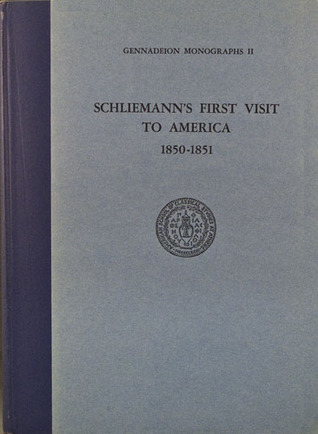 GENNADEION MONOGRAPHS II
SCHLIEMANN'S FIRST VISIT
TO AMERICA
1850-1851